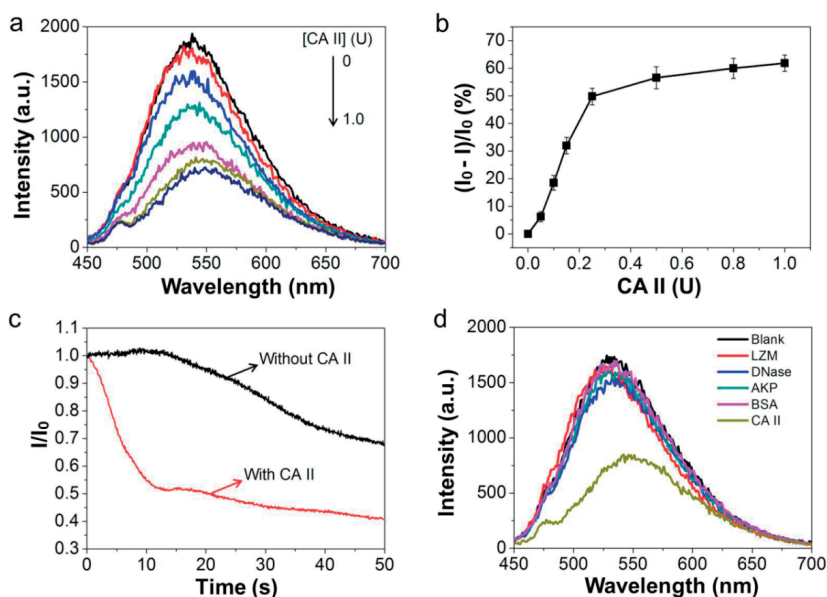 a
[CA II] (U)
0
1.0
Intensity (a.u.)
2000
1500
1000
500
0
450 500 550 600 650 700
Wavelength (nm)
b
(I₀ - I)/I₀ (%)
70
60
50
40
30
20
10
0
0.0 0.2 0.4 0.6 0.8 1.0
CA II (U)
c
I/I₀
1.1
1.0
0.9
0.8
0.7
0.6
0.5
0.4
0.3
Without CA II
With CA II
0 10 20 30 40 50
Time (s)
d
Intensity (a.u.)
2000
1500
1000
500
0
Blank
LZM
DNase
AKP
BSA
CA II
450 500 550 600 650 700
Wavelength (nm)